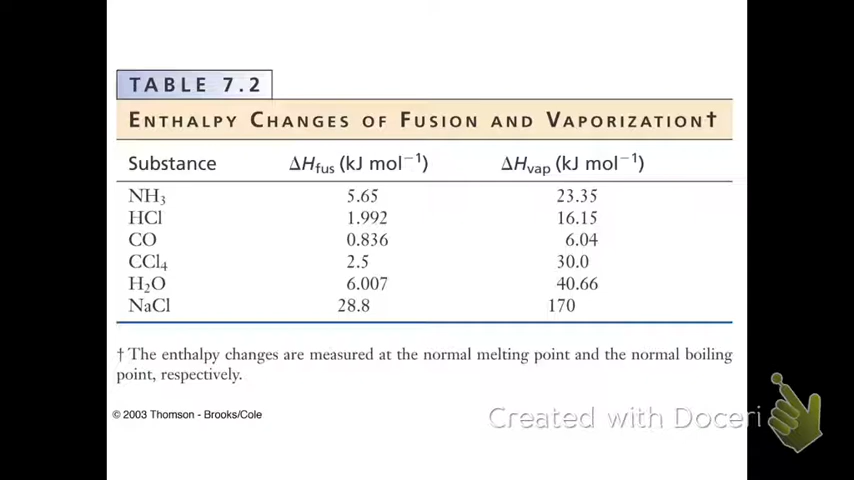 TABLE 7.2
ENTHALPY CHANGES OF FUSION AND VAPORIZATION†
Substance ΔHfus (kJ mol⁻¹) ΔHvap (kJ mol⁻¹)
NH₃ 5.65 23.35
HCl 1.992 16.15
CO 0.836 6.04
CCl₄ 2.5 30.0
H₂O 6.007 40.66
NaCl 28.8 170
† The enthalpy changes are measured at the normal melting point and the normal boiling
point, respectively.
© 2003 Thomson - Brooks/Cole
Created with Doceri